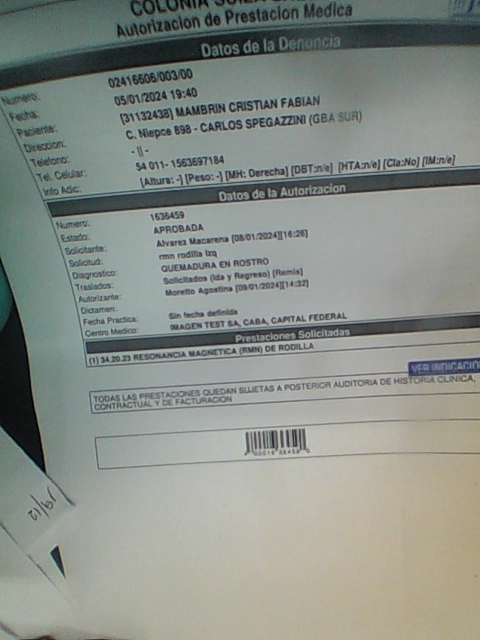 COLONIA SUIZA
Autorizacion de Prestacion Medica
Datos de la Denuncia
Numero: 02416606/003/00
Fecha: 05/01/2024 19:40
Paciente: [31132438] MAMBRIN CRISTIAN FABIAN
Direccion: C. Niepce 898 - CARLOS SPEGAZZINI (GBA SUR)
Telefono: - || -
Tel. Celular: 54 011- 1563697184
Info Adic: [Altura: -] [Peso: -] [MH: Derecha] [DBT:n/e] [HTA:n/e] [Cla:No] [IM:n/e]
Datos de la Autorizacion
Numero: 1636459
Estado: APROBADA
Solicitante: Alvarez Macarena [08/01/2024][16:26]
Solicitud: rmn rodilla izq
Diagnostico: QUEMADURA EN ROSTRO
Traslados: Solicitados (Ida y Regreso) [Remis]
Autorizante: Moretto Agostina [09/01/2024][14:32]
Dictamen:
Fecha Practica: Sin fecha definida
Centro Medico: IMAGEN TEST SA, CABA, CAPITAL FEDERAL
Prestaciones Solicitadas
(1) 34.20.23 RESONANCIA MAGNETICA (RMN) DE RODILLA
VER INDICACIO
TODAS LAS PRESTACIONES QUEDAN SUJETAS A POSTERIOR AUDITORIA DE HISTORIA CLINICA,
CONTRACTUAL Y DE FACTURACION